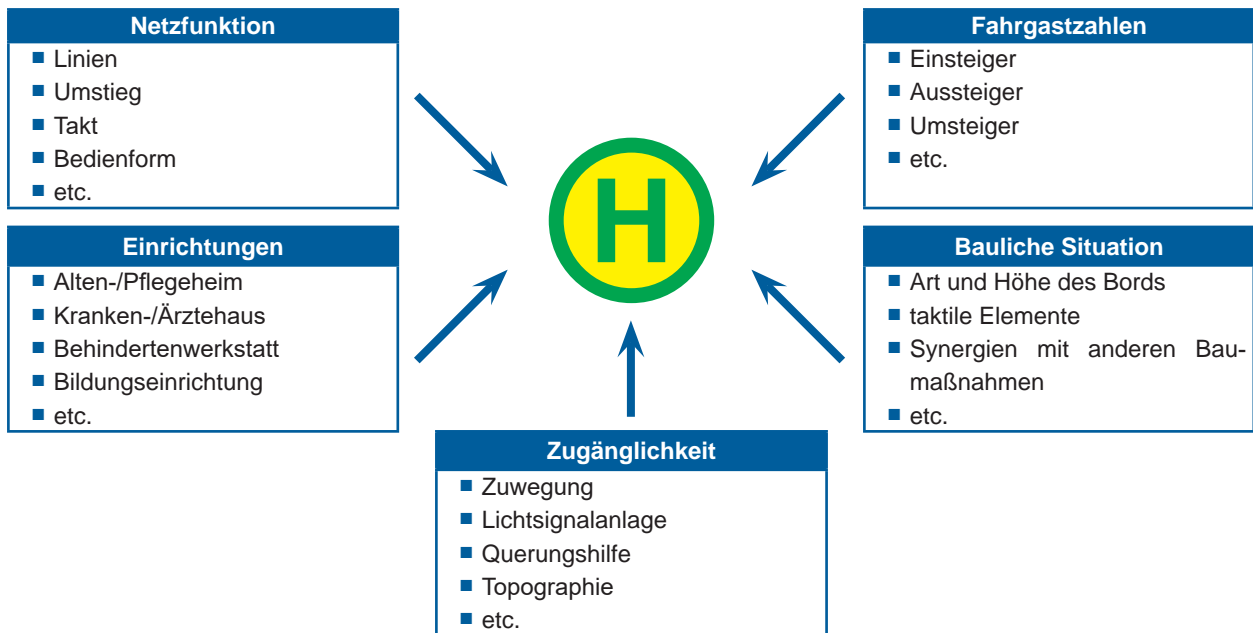 Netzfunktion
■ Linien
■ Umstieg
■ Takt
■ Bedienform
■ etc.
Einrichtungen
■ Alten-/Pflegeheim
■ Kranken-/Ärztehaus
■ Behindertenwerkstatt
■ Bildungseinrichtung
■ etc.
H
Fahrgastzahlen
■ Einsteiger
■ Aussteiger
■ Umsteiger
■ etc.
Bauliche Situation
■ Art und Höhe des Bords
■ taktile Elemente
■ Synergien mit anderen Bau-
maßnahmen
■ etc.
Zugänglichkeit
■ Zuwegung
■ Lichtsignalanlage
■ Querungshilfe
■ Topographie
■ etc.